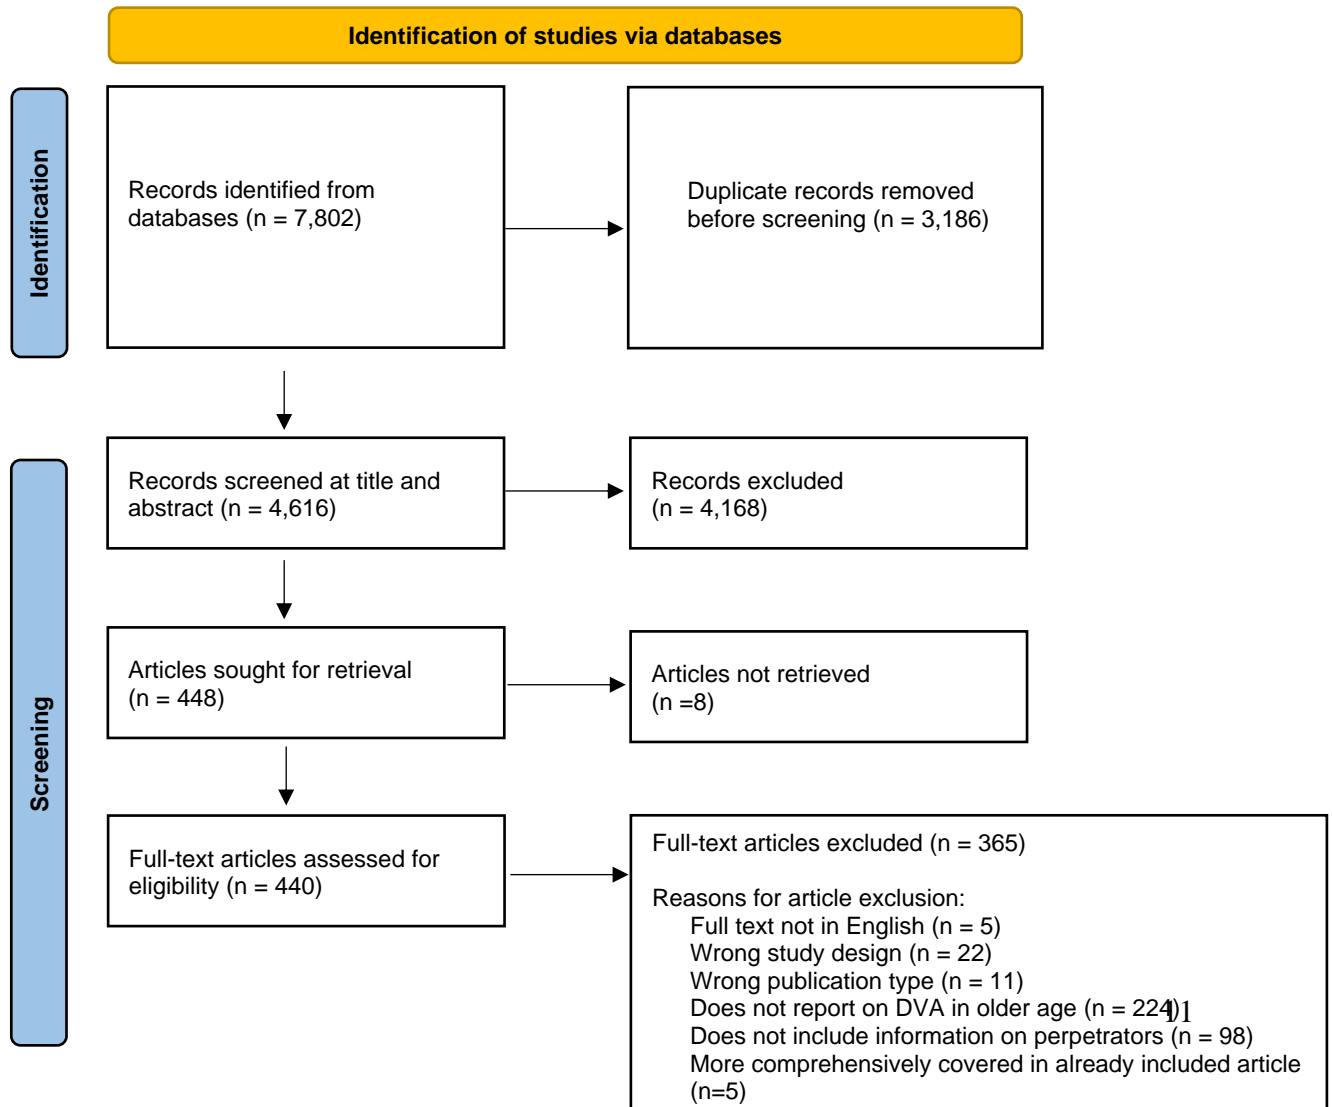 Identification of studies via databases
Identification
Records identified from
databases (n = 7,802)
Duplicate records removed
before screening (n = 3,186)
Screening
Records screened at title and
abstract (n = 4,616)
Records excluded
(n = 4,168)
Articles sought for retrieval
(n = 448)
Articles not retrieved
(n =8)
Full-text articles assessed for
eligibility (n = 440)
Full-text articles excluded (n = 365)
Reasons for article exclusion:
Full text not in English (n = 5)
Wrong study design (n = 22)
Wrong publication type (n = 11)
Does not report on DVA in older age (n = 224)
11
Does not include information on perpetrators (n = 98)
More comprehensively covered in already included article
(n=5)